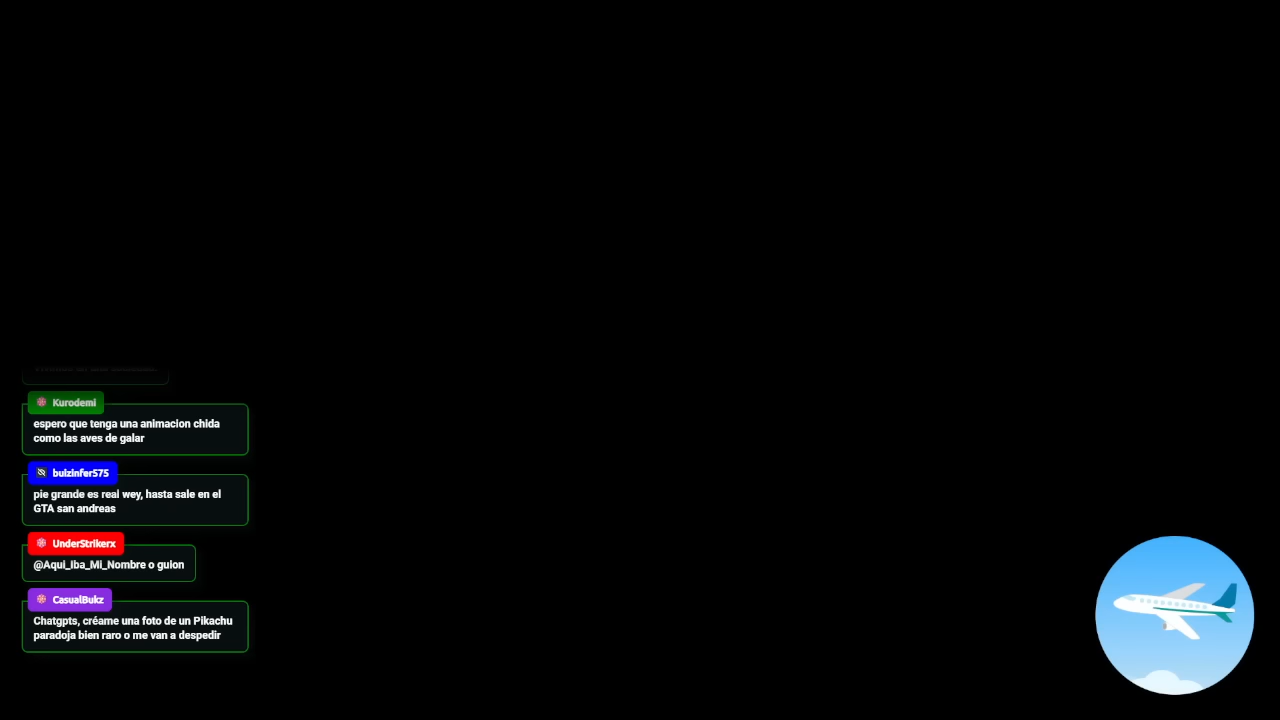 Kurodemi
espero que tenga una animacion chida
como las aves de galar
buizinfer575
pie grande es real wey, hasta sale en el
GTA san andreas
UnderStrikerx
@Aqui_Iba_Mi_Nombre o guion
CasualBukz
Chatgpts, créame una foto de un Pikachu
paradoja bien raro o me van a despedir